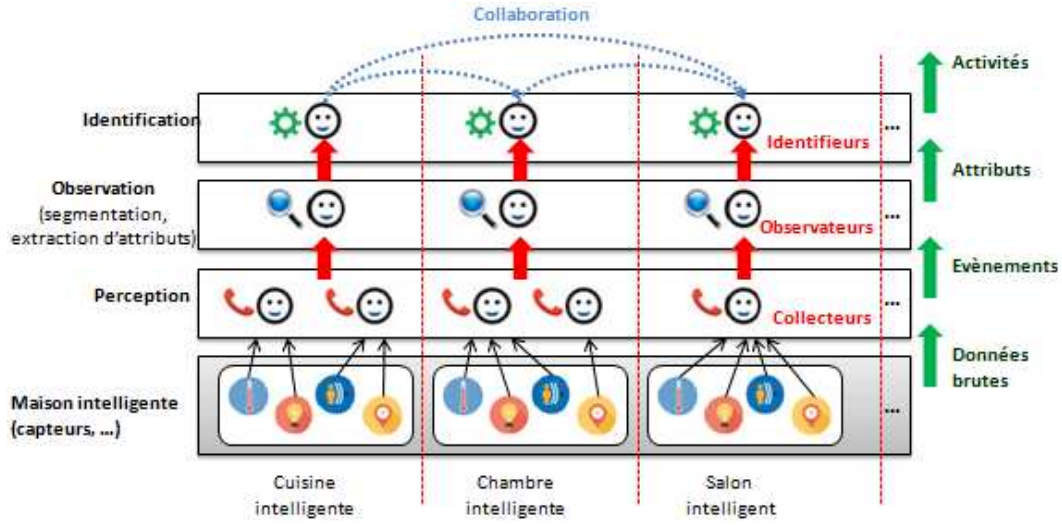 Collaboration
Activités
Identification
Identifieurs
...
Attributs
Observation
(segmentation,
extraction d'attributs)
Observateurs
...
Evènements
Perception
Collecteurs
...
Données
brutes
Maison intelligente
(capteurs, ...)
...
Cuisine
intelligente
Chambre
intelligente
Salon
intelligent